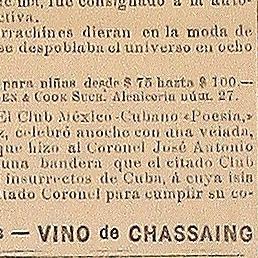 fue consignado á la auto-
ctiva.
rrachines dieran en la moda de
se despoblaba el universo en ocho
para niñas desde $ 75 hasta $ 100.—
EN & COOK SUCR. Alcaicería núm. 27.
El Club México-Cubano «Poesía,»
z, celebró anoche con una velada,
que hizo al Coronel José Antonio
una bandera que el citado Club
insurrectos de Cuba, á cuya isla
tado Coronel para cumplir su co-
s — VINO de CHASSAING